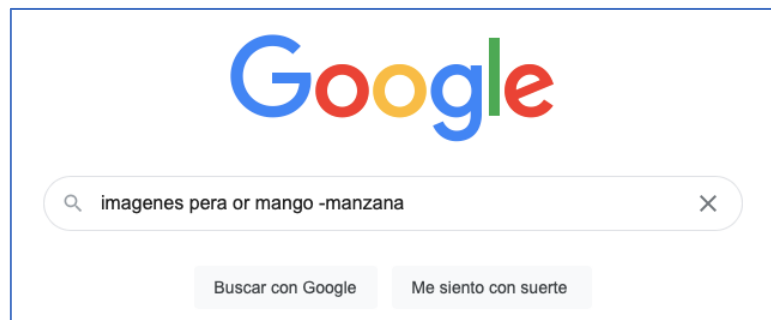 Google
imagenes pera or mango -manzana
Buscar con Google
Me siento con suerte